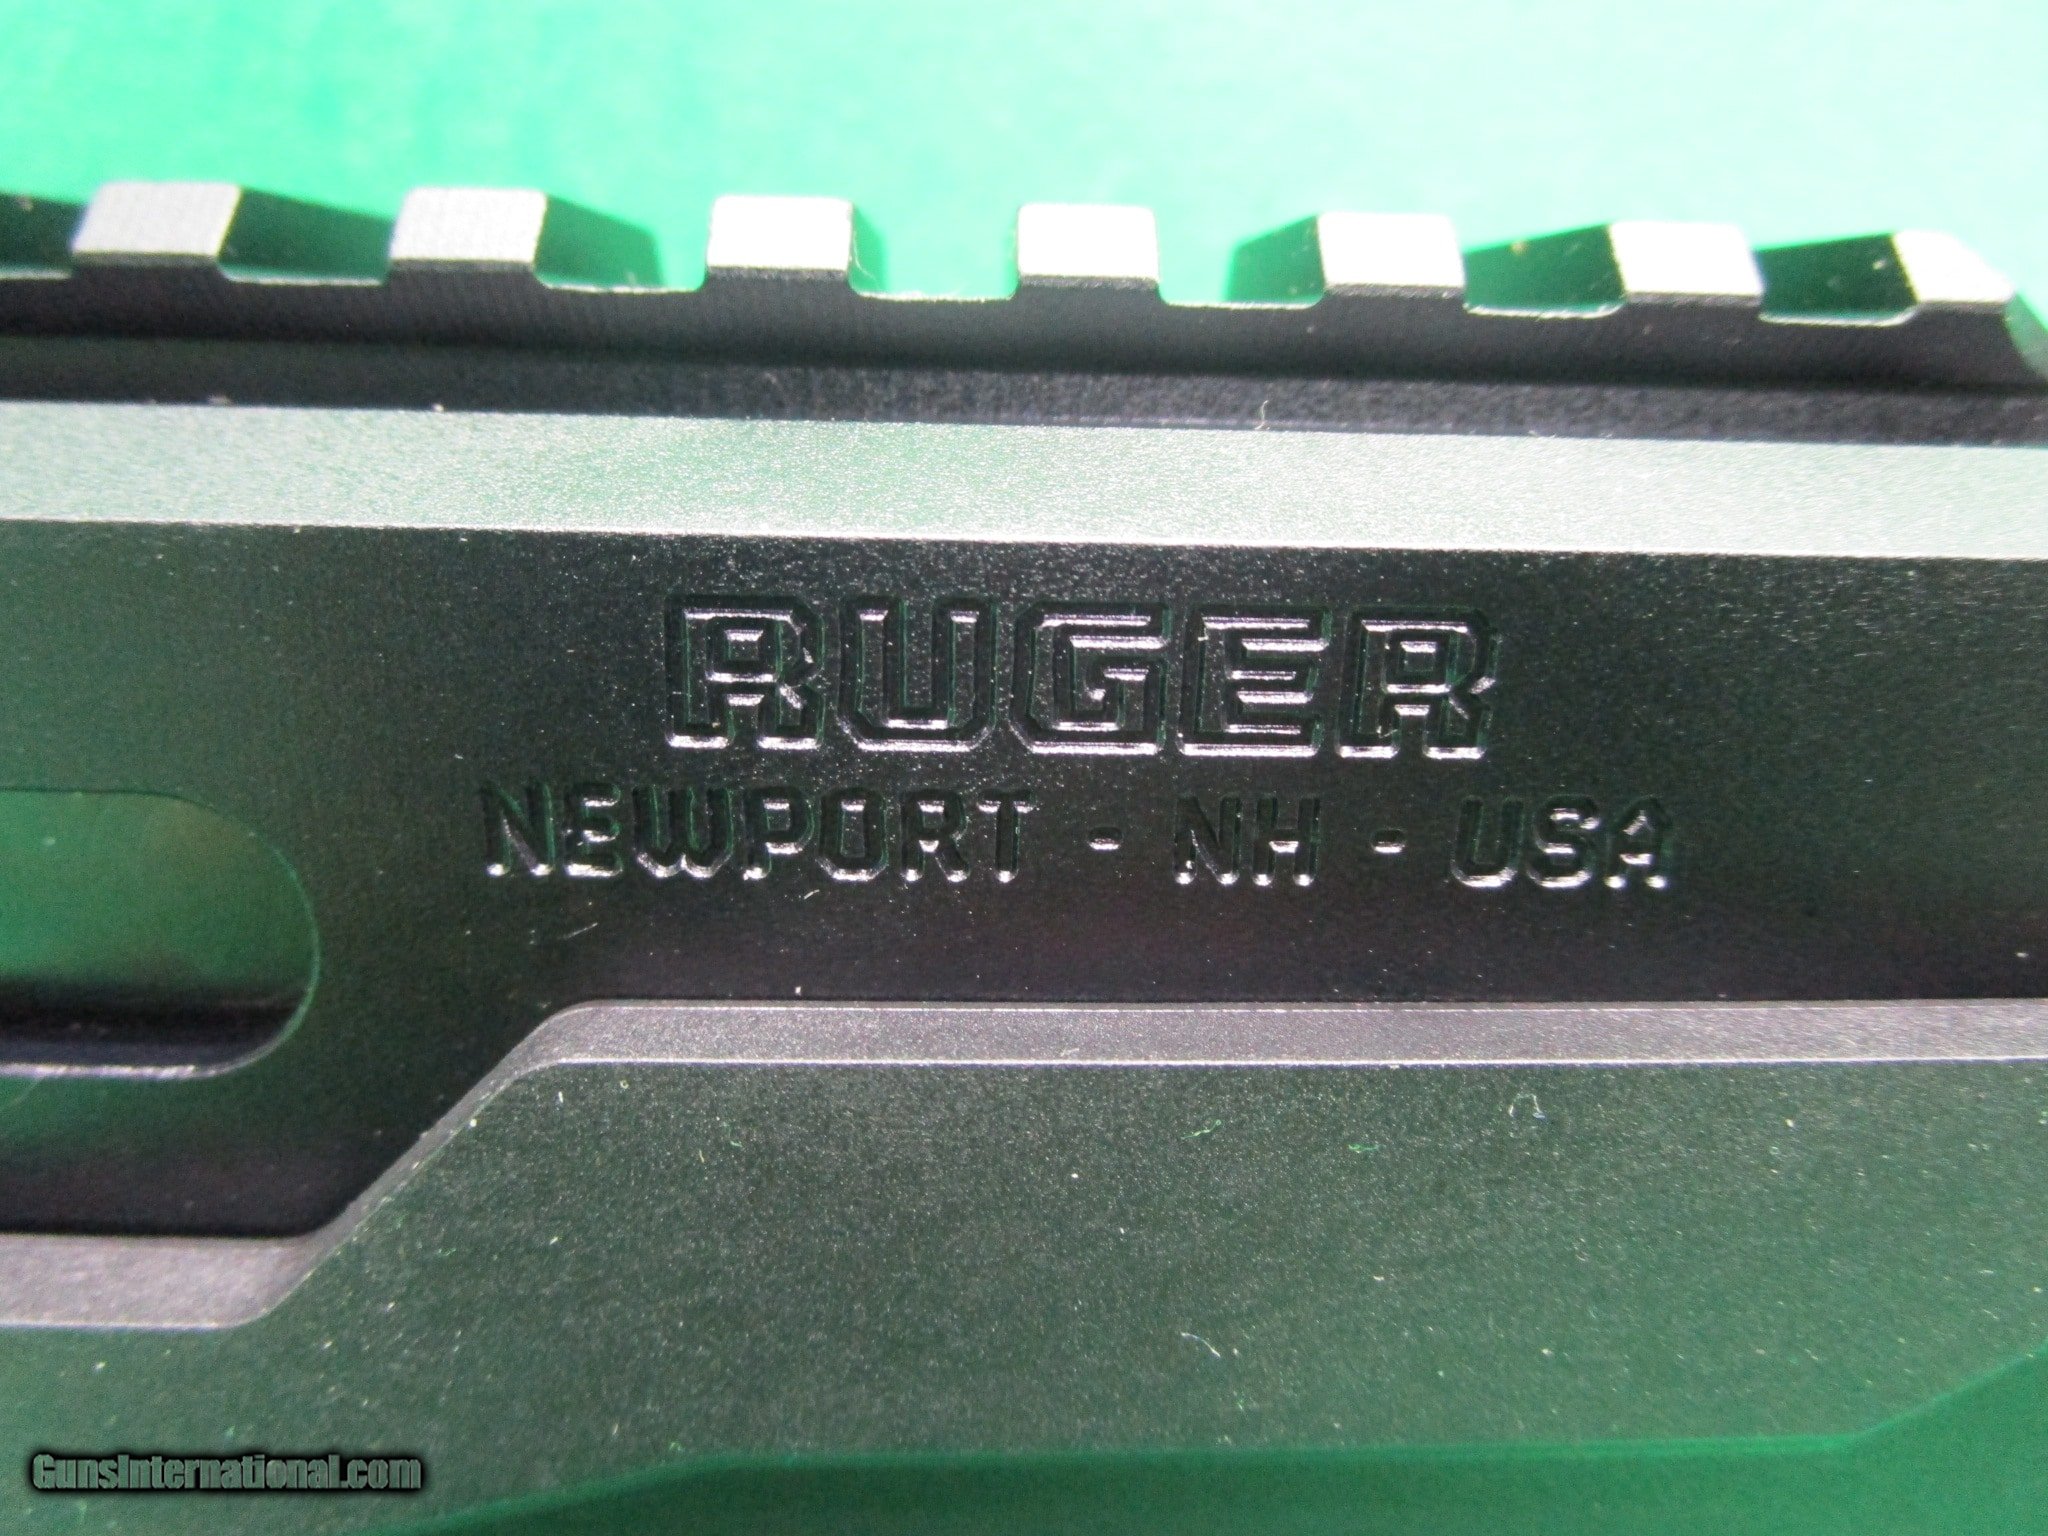 RUGER
NEWPORT - NH - USA
GunsInternational.com